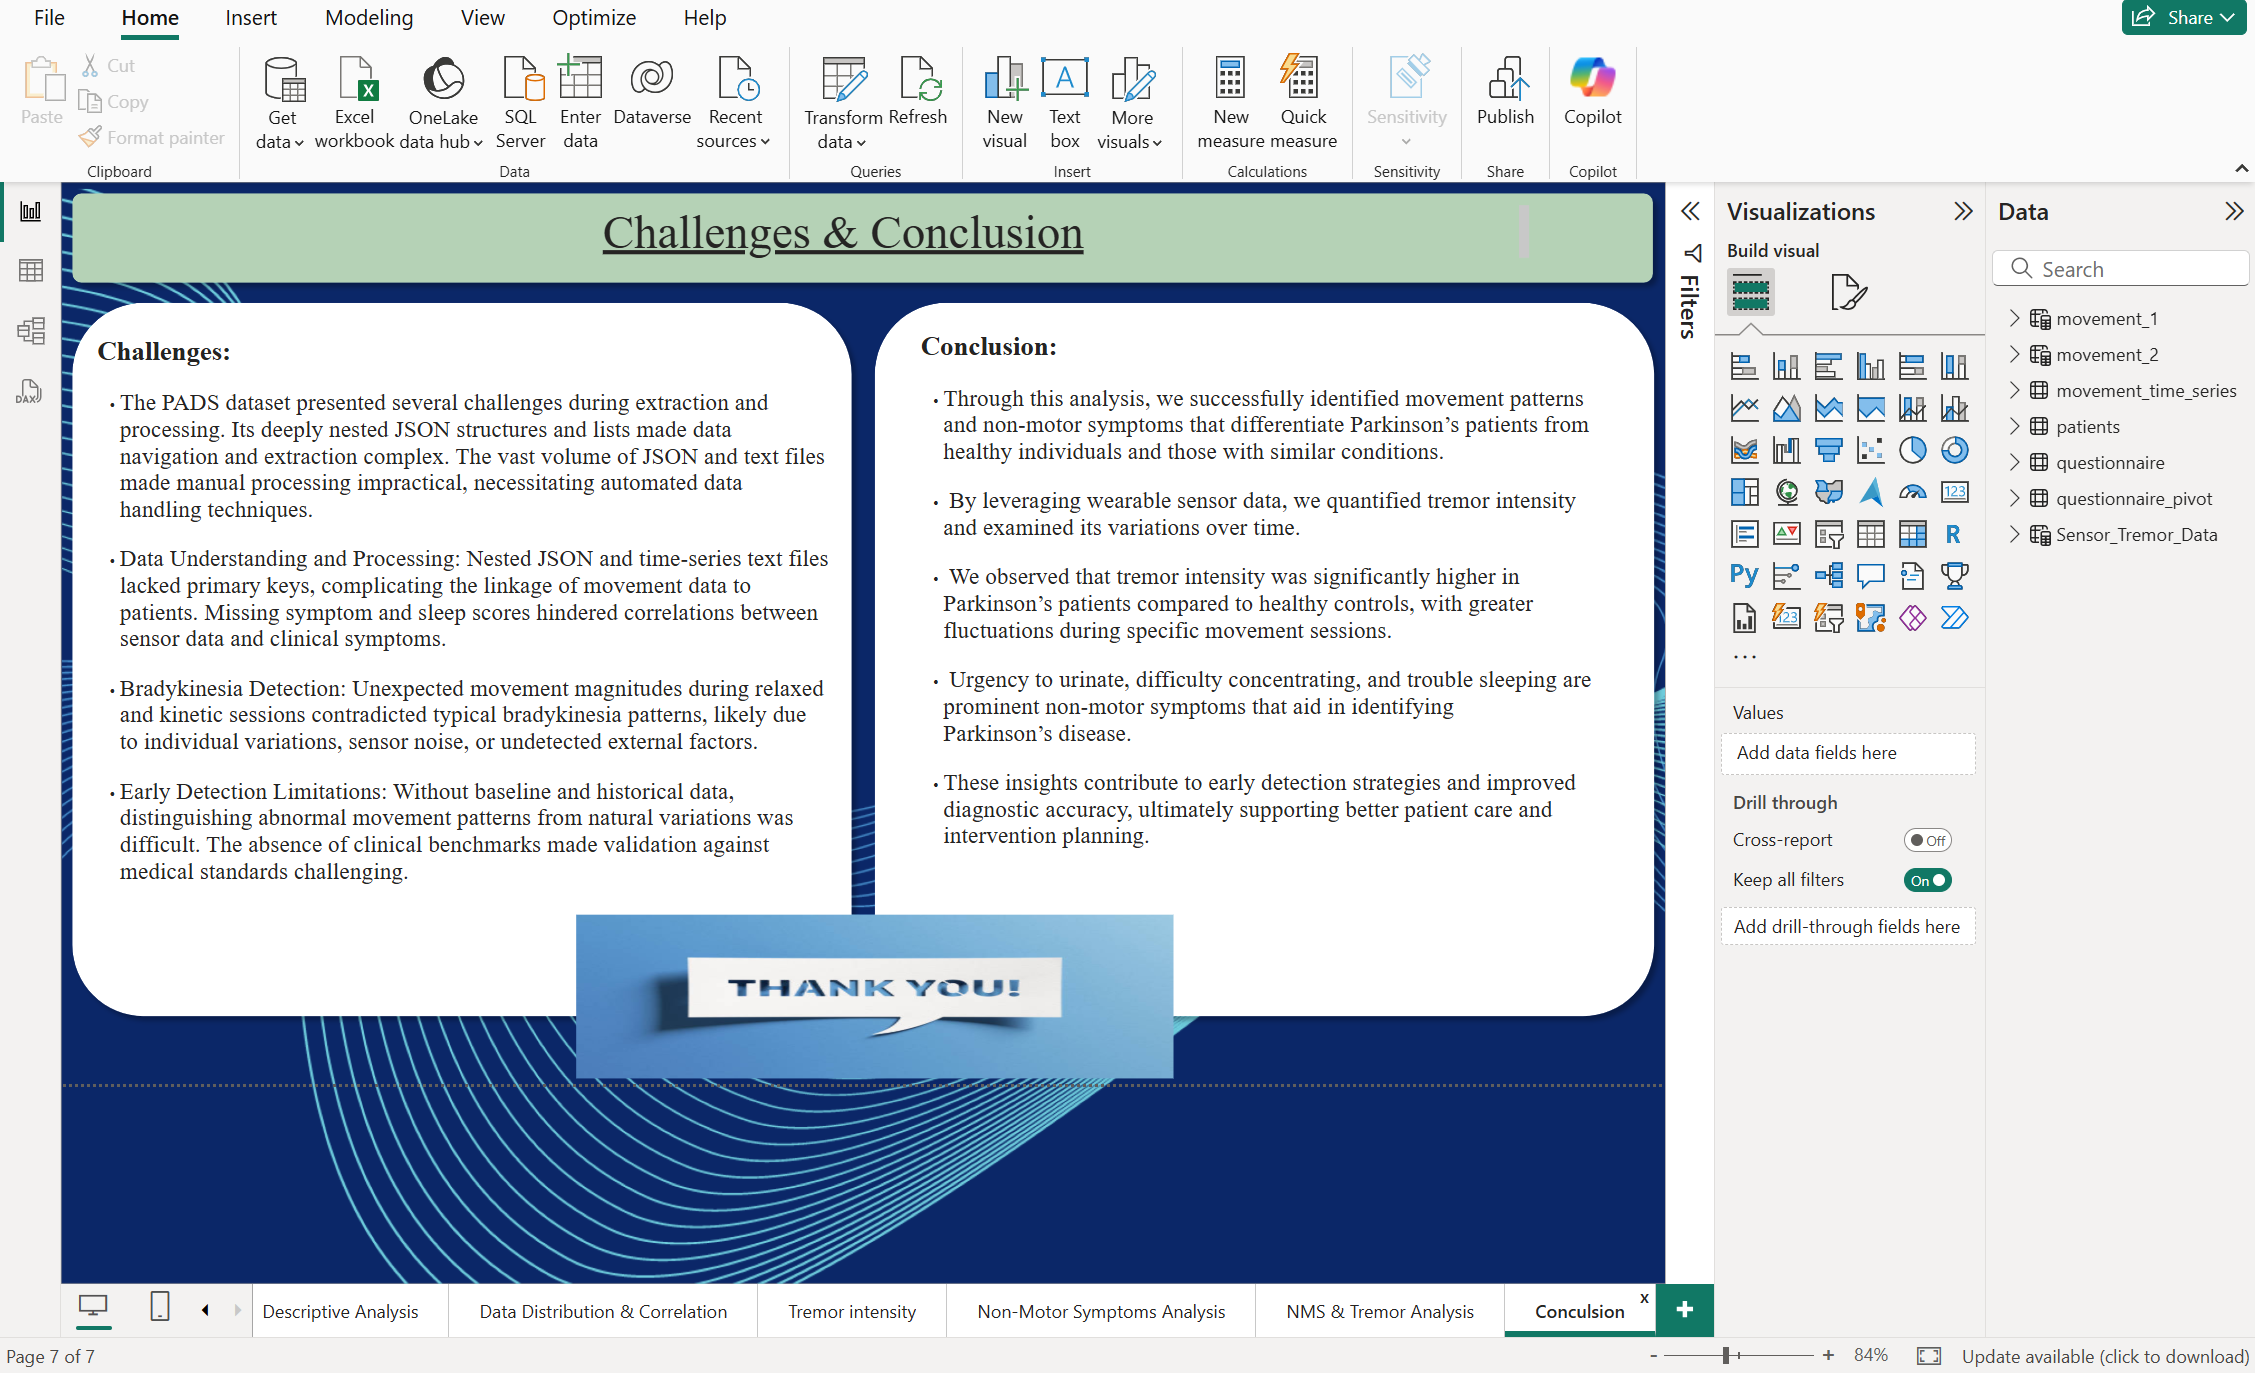 File Home Insert Modeling View Optimize Help Share
Paste Cut Copy Format painter
Get data Excel workbook OneLake data hub SQL Server Enter data Dataverse Recent sources
Transform data Refresh New visual Text box More visuals New measure Quick measure Sensitivity Publish Copilot
Clipboard Data Queries Insert Calculations Sensitivity Share Copilot
DAX
Challenges & Conclusion
Challenges:
• The PADS dataset presented several challenges during extraction and
processing. Its deeply nested JSON structures and lists made data
navigation and extraction complex. The vast volume of JSON and text files
made manual processing impractical, necessitating automated data
handling techniques.
• Data Understanding and Processing: Nested JSON and time-series text files
lacked primary keys, complicating the linkage of movement data to
patients. Missing symptom and sleep scores hindered correlations between
sensor data and clinical symptoms.
• Bradykinesia Detection: Unexpected movement magnitudes during relaxed
and kinetic sessions contradicted typical bradykinesia patterns, likely due
to individual variations, sensor noise, or undetected external factors.
• Early Detection Limitations: Without baseline and historical data,
distinguishing abnormal movement patterns from natural variations was
difficult. The absence of clinical benchmarks made validation against
medical standards challenging.
Conclusion:
• Through this analysis, we successfully identified movement patterns
and non-motor symptoms that differentiate Parkinson’s patients from
healthy individuals and those with similar conditions.
• By leveraging wearable sensor data, we quantified tremor intensity
and examined its variations over time.
• We observed that tremor intensity was significantly higher in
Parkinson’s patients compared to healthy controls, with greater
fluctuations during specific movement sessions.
• Urgency to urinate, difficulty concentrating, and trouble sleeping are
prominent non-motor symptoms that aid in identifying
Parkinson’s disease.
• These insights contribute to early detection strategies and improved
diagnostic accuracy, ultimately supporting better patient care and
intervention planning.
THANK YOU!
Filters
Visualizations
Build visual
123
R
Py
123
...
Values
Add data fields here
Drill through
Cross-report Off
Keep all filters On
Add drill-through fields here
Data
Search
movement_1
movement_2
movement_time_series
patients
questionnaire
questionnaire_pivot
Sensor_Tremor_Data
Descriptive Analysis Data Distribution & Correlation Tremor intensity Non-Motor Symptoms Analysis NMS & Tremor Analysis Conculsion x +
Page 7 of 7 - + 84% Update available (click to download)